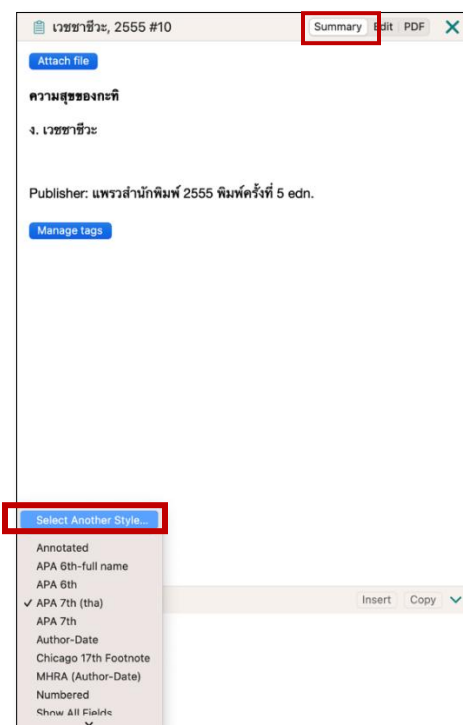 เวชชาชีวะ, 2555 #10
Summary Edit PDF
Attach file
ความสุขของกะทิ
ง. เวชชาชีวะ
Publisher: แพรวสำนักพิมพ์ 2555 พิมพ์ครั้งที่ 5 edn.
Manage tags
Select Another Style...
Annotated
APA 6th-full name
APA 6th
✓ APA 7th (tha)
Insert Copy
APA 7th
Author-Date
Chicago 17th Footnote
MHRA (Author-Date)
Numbered
Show All Fields